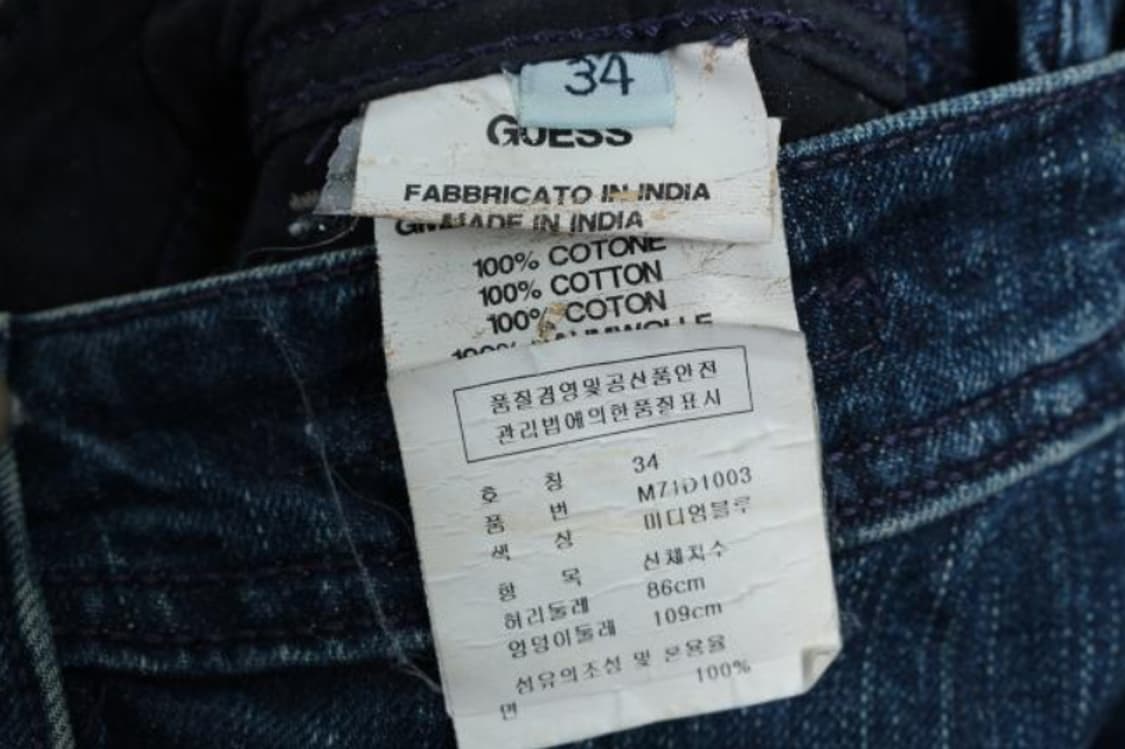 34
GUESS
FABBRICATO IN INDIA
MADE IN INDIA
100% COTONE
100% COTTON
100% COTON
100% BAUMWOLLE
품질경영및공산품안전
관리법에의한품질표시
호 칭 34
품 번 M71D1003
색 상 미디엄블루
항 목 신체치수
허리둘레 86cm
엉덩이둘레 109cm
섬유의조성 및 혼용율
면 100%